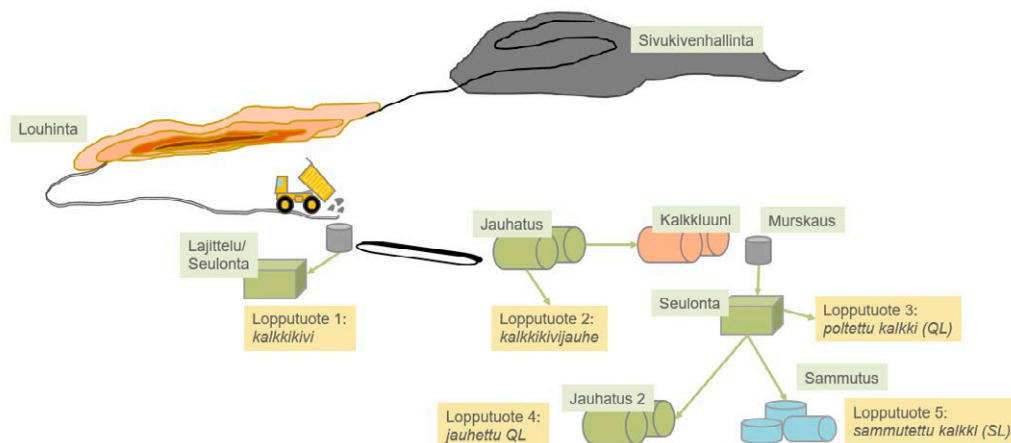 Sivukivenhallinta
Louhinta
Jauhatus
Kalkkluuni
Murskaus
Lajittelu/
Seulonta
Seulonta
Lopputuote 1:
kalkkikivi
Lopputuote 2:
kalkkikivijauhe
Lopputuote 3:
poltettu kalkki (QL)
Sammutus
Jauhatus 2
Lopputuote 4:
jauhettu QL
Lopputuote 5:
sammutettu kalkki (SL)